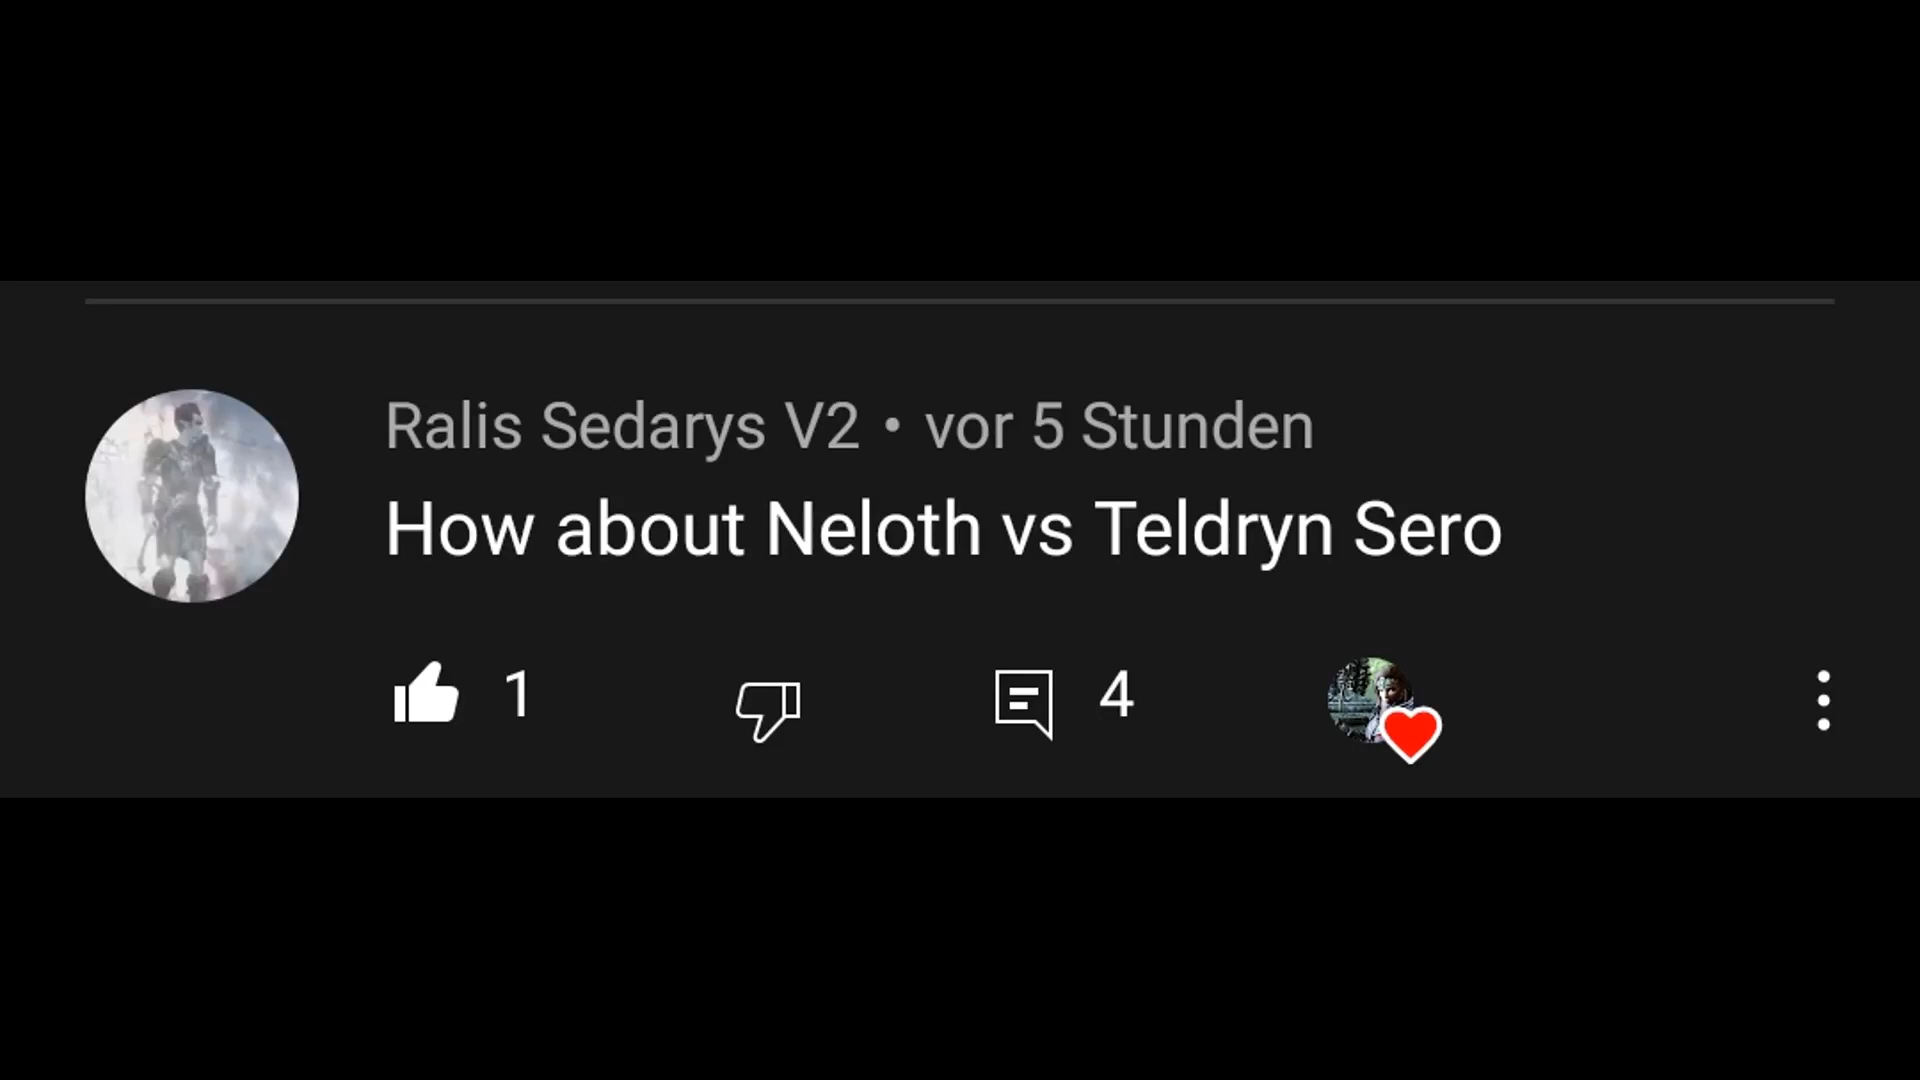 Ralis Sedarys V2 • vor 5 Stunden
How about Neloth vs Teldryn Sero
1 4